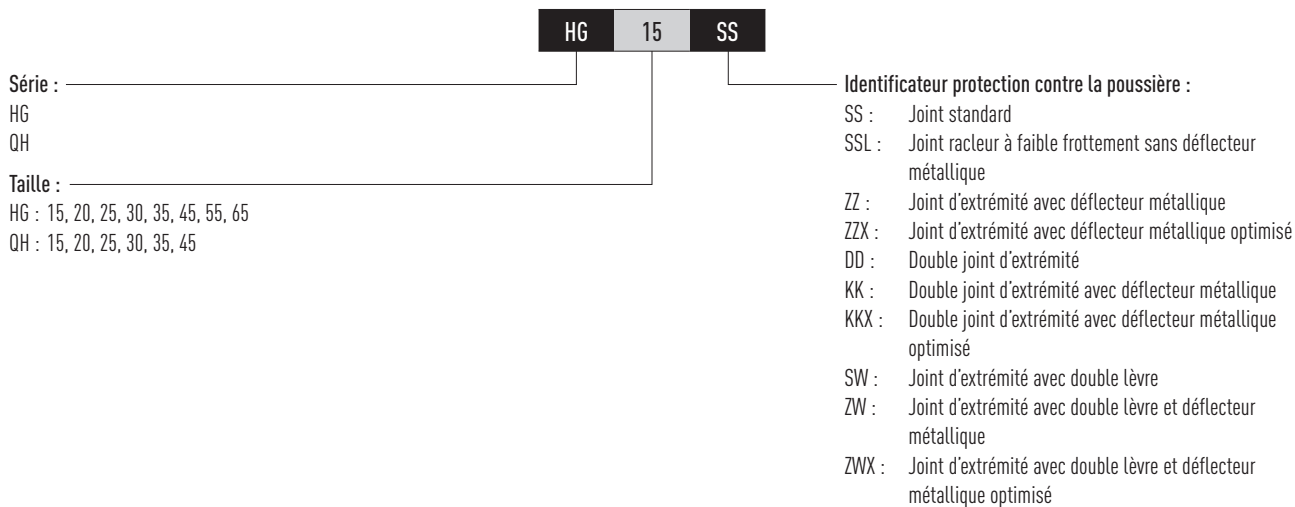 HG 15 SS
Série :
HG
QH
Taille :
HG : 15, 20, 25, 30, 35, 45, 55, 65
QH : 15, 20, 25, 30, 35, 45
Identificateur protection contre la poussière :
SS : Joint standard
SSL : Joint racleur à faible frottement sans déflecteur
métallique
ZZ : Joint d'extrémité avec déflecteur métallique
ZZX : Joint d'extrémité avec déflecteur métallique optimisé
DD : Double joint d'extrémité
KK : Double joint d'extrémité avec déflecteur métallique
KKX : Double joint d'extrémité avec déflecteur métallique
optimisé
SW : Joint d'extrémité avec double lèvre
ZW : Joint d'extrémité avec double lèvre et déflecteur
métallique
ZWX : Joint d'extrémité avec double lèvre et déflecteur
métallique optimisé